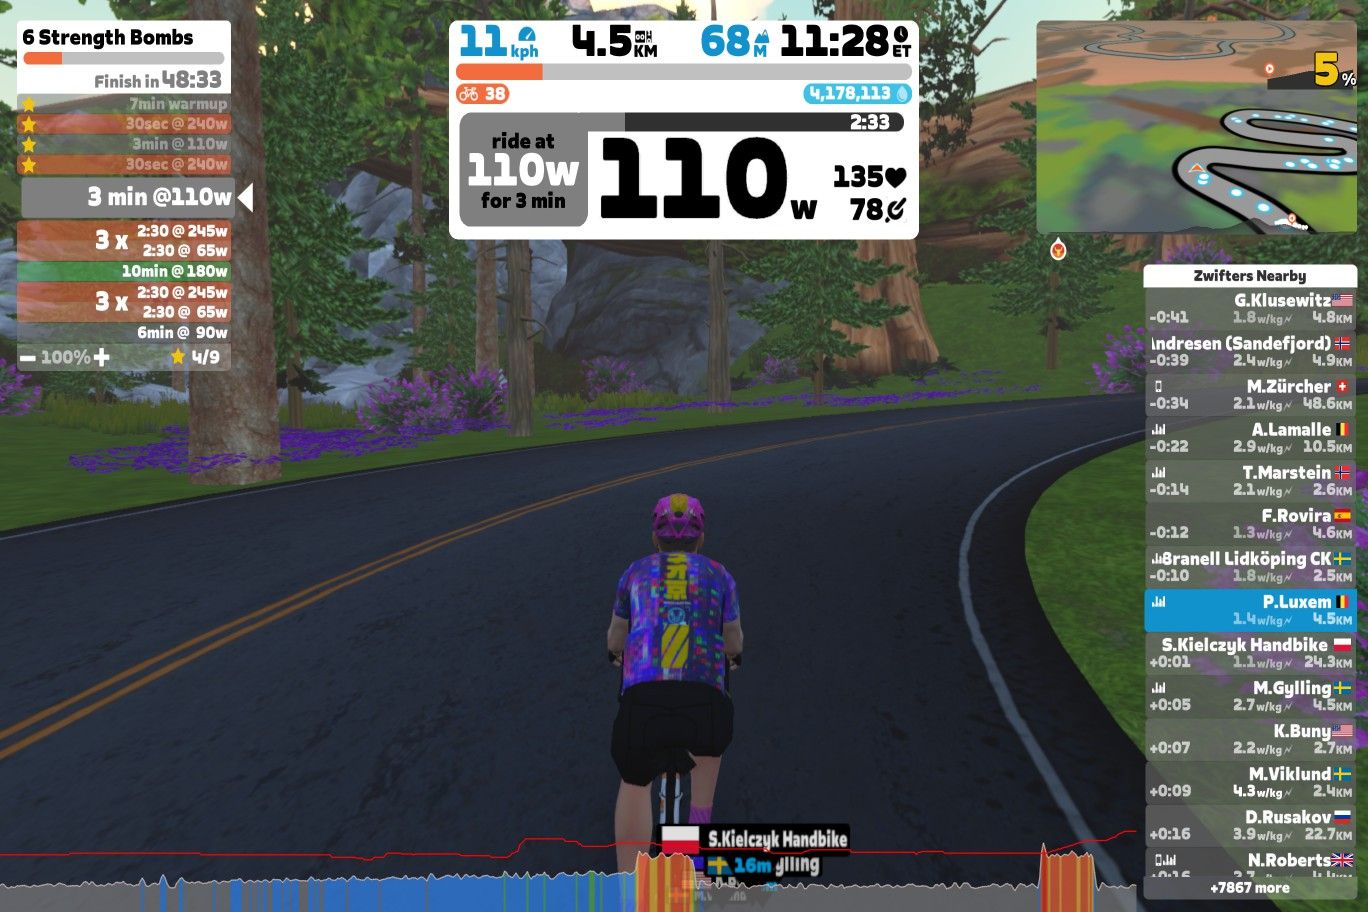 6 Strength Bombs
Finish in 48:33
7min warmup
30sec @ 240w
3min @ 110w
30sec @ 240w
3 min @110w
3 x 2:30 @ 245w
2:30 @ 65w
10min @ 180w
3 x 2:30 @ 245w
2:30 @ 65w
6min @ 90w
− 100% + 4/9
11 kph 4.5 KM 68 M 11:28 ET
38 4,178,113
2:33
ride at
110w
for 3 min
110 w
135
78
5 %
Zwifters Nearby
G.Klusewitz
-0:41 1.8w/kg 4.8KM
Andresen (Sandefjord)
-0:39 2.4w/kg 4.9KM
M.Zürcher
-0:34 2.1w/kg 48.6KM
A.Lamalle
-0:22 2.9w/kg 10.5KM
T.Marstein
-0:14 2.1w/kg 2.6KM
F.Rovira
-0:12 1.3w/kg 4.6KM
Branell Lidköping CK
-0:10 1.8w/kg 2.5KM
P.Luxem
1.4w/kg 4.5KM
S.Kielczyk Handbike
+0:01 1.1w/kg 24.3KM
M.Gylling
+0:05 2.7w/kg 4.5KM
K.Buny
+0:07 2.2w/kg 2.7KM
M.Viklund
+0:09 4.3w/kg 2.4KM
D.Rusakov
+0:16 3.9w/kg 22.7KM
N.Roberts
+7867 more
S.Kielczyk Handbike
16m ylling